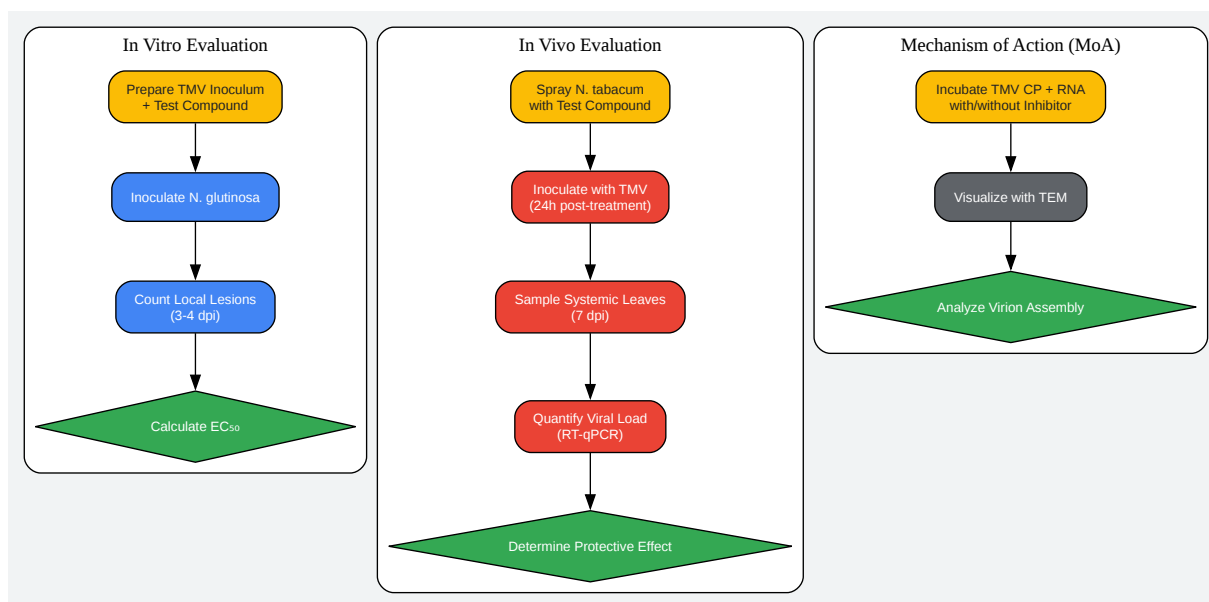 In Vitro Evaluation
Prepare TMV Inoculum
+ Test Compound
Inoculate N. glutinosa
Count Local Lesions
(3-4 dpi)
Calculate EC₅₀
In Vivo Evaluation
Spray N. tabacum
with Test Compound
Inoculate with TMV
(24h post-treatment)
Sample Systemic Leaves
(7 dpi)
Quantify Viral Load
(RT-qPCR)
Determine Protective Effect
Mechanism of Action (MoA)
Incubate TMV CP + RNA
with/without Inhibitor
Visualize with TEM
Analyze Virion Assembly